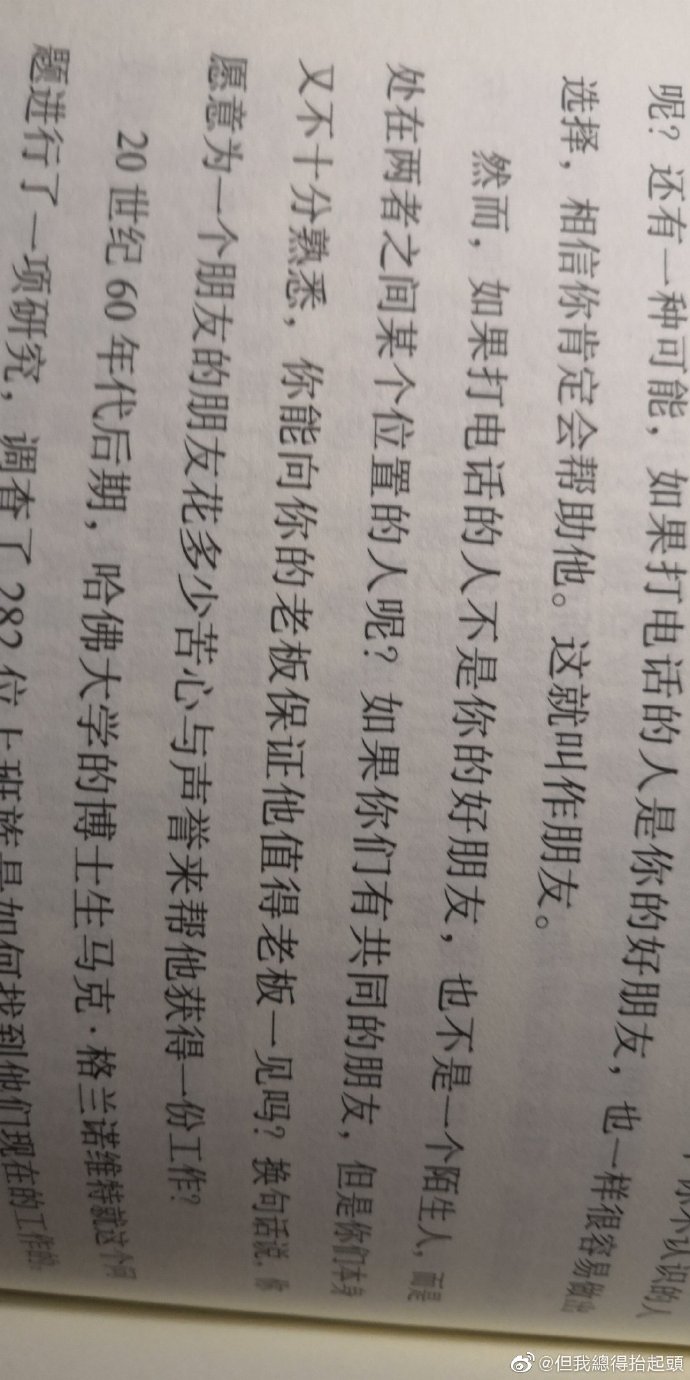 你不认识的人
呢？还有一种可能，如果打电话的人是你的好朋友，也一样很容易做出
选择，相信你肯定会帮助他。这就叫作朋友。
然而，如果打电话的人不是你的好朋友，也不是一个陌生人，而是
处在两者之间某个位置的人呢？如果你们有共同的朋友，但是你们本身
又不十分熟悉，你能向你的老板保证他值得老板一见吗？换句话说，你
愿意为一个朋友的朋友花多少苦心与声誉来帮他获得一份工作？
20世纪60年代后期，哈佛大学的博士生马克·格兰诺维特就这个问
题进行了一项研究，调查了282位上班族是如何找到他们现在的工作的。
@但我總得抬起頭